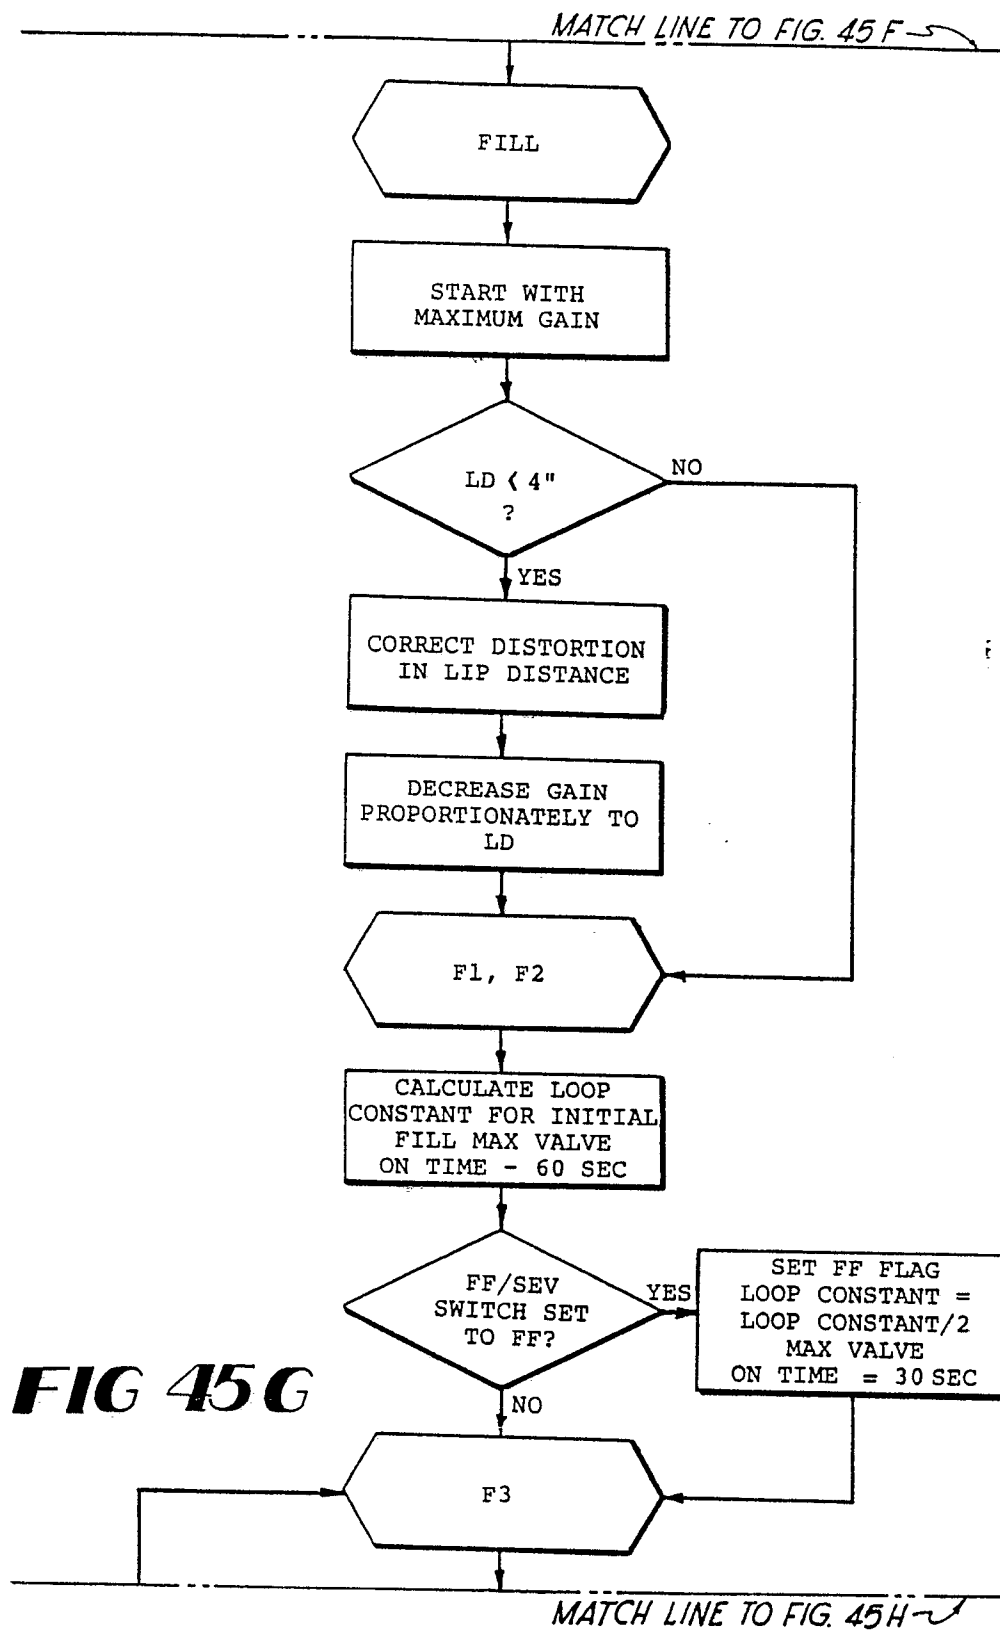 MATCH LINE TO FIG. 45 F
FILL
START WITH
MAXIMUM GAIN
LD < 4"
?
NO
YES
CORRECT DISTORTION
IN LIP DISTANCE
DECREASE GAIN
PROPORTIONATELY TO
LD
F1, F2
CALCULATE LOOP
CONSTANT FOR INITIAL
FILL MAX VALVE
ON TIME - 60 SEC
FF/SEV
SWITCH SET
TO FF?
YES
SET FF FLAG
LOOP CONSTANT =
LOOP CONSTANT/2
MAX VALVE
ON TIME = 30 SEC
NO
FIG 45G
F3
MATCH LINE TO FIG. 45H